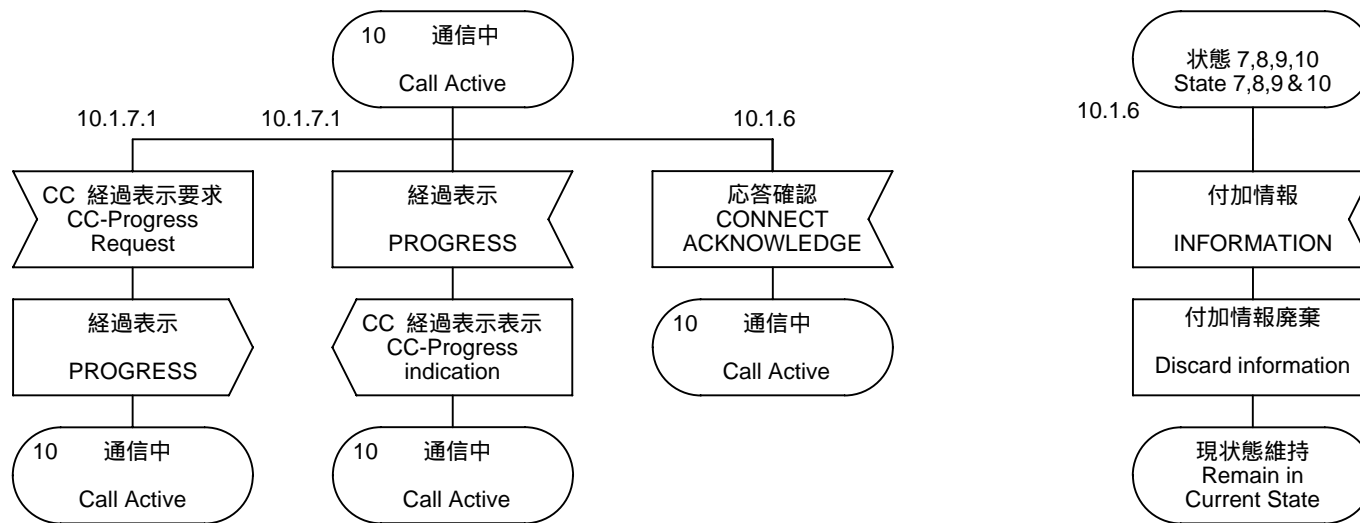 10 通信中
Call Active
10.1.7.1
10.1.7.1
10.1.6
CC 経過表示要求
CC-Progress
Request
経過表示
PROGRESS
応答確認
CONNECT
ACKNOWLEDGE
経過表示
PROGRESS
CC 経過表示表示
CC-Progress
indication
10 通信中
Call Active
10 通信中
Call Active
10 通信中
Call Active
状態 7,8,9,10
State 7,8,9＆10
10.1.6
付加情報
INFORMATION
付加情報廃棄
Discard information
現状態維持
Remain in
Current State